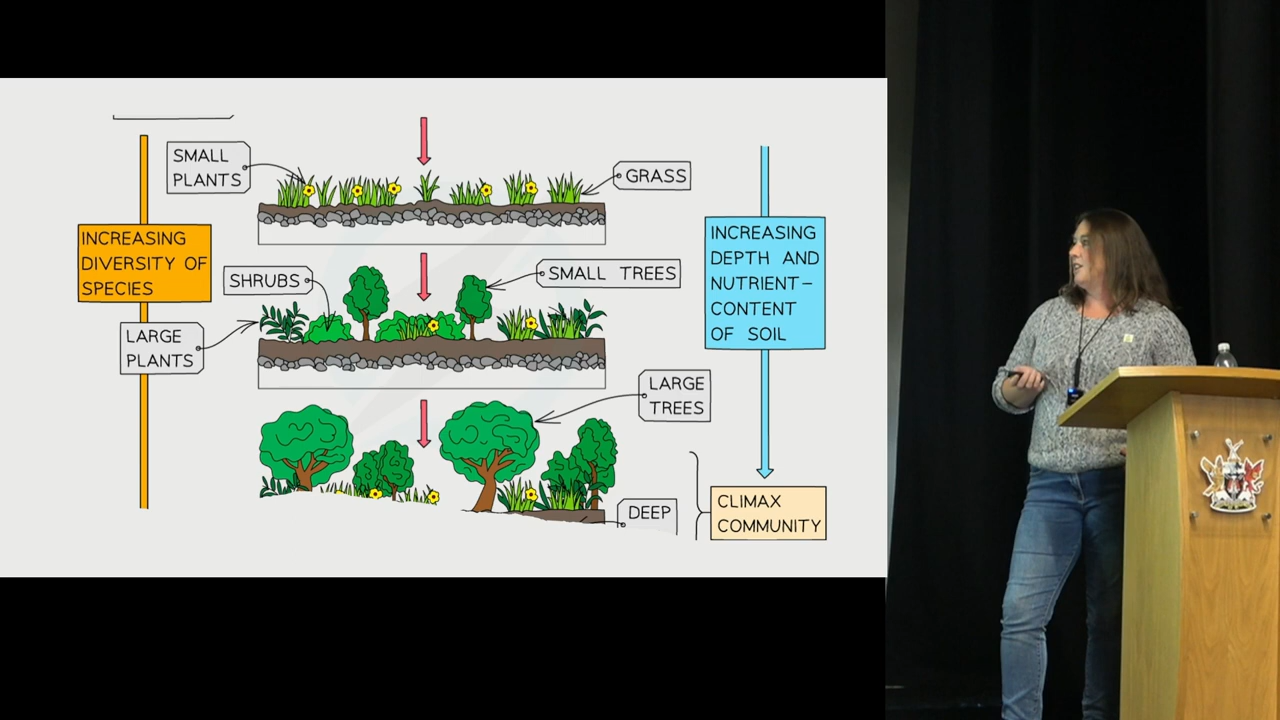 SMALL
PLANTS
GRASS
INCREASING
DIVERSITY OF
SPECIES
INCREASING
DEPTH AND
NUTRIENT-
CONTENT
OF SOIL
SHRUBS
SMALL TREES
LARGE
PLANTS
LARGE
TREES
DEEP
CLIMAX
COMMUNITY